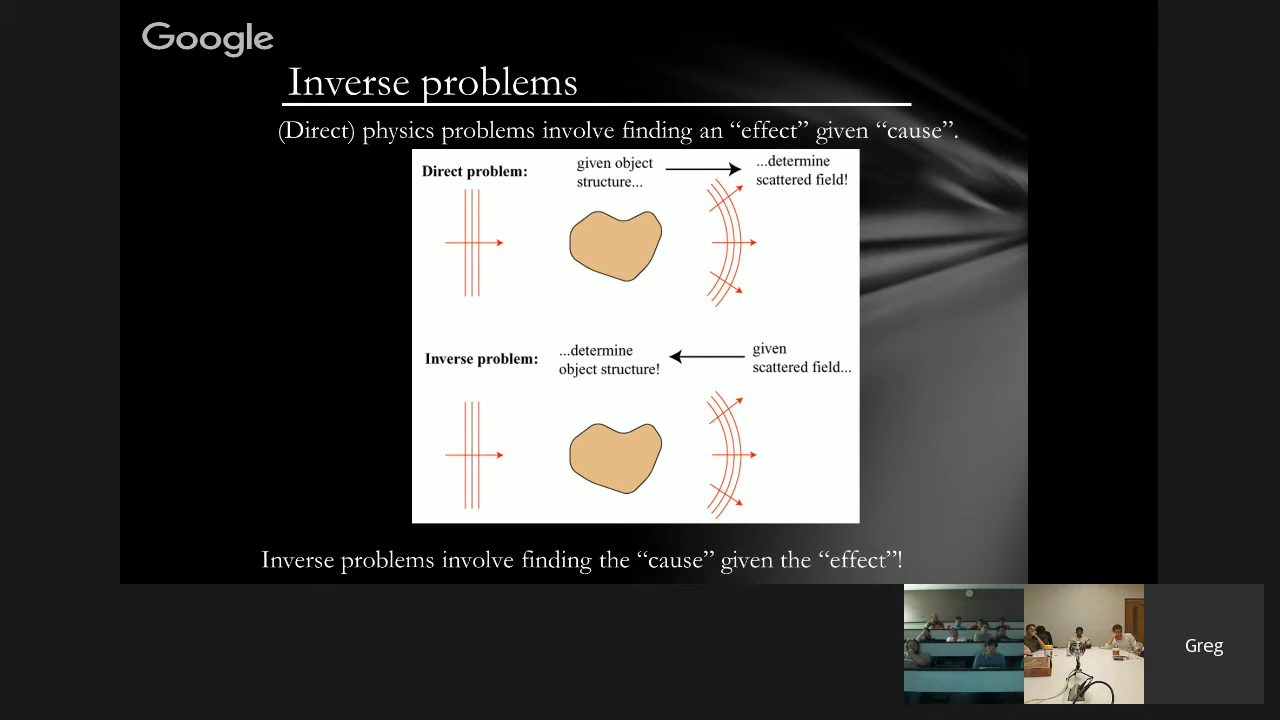 Google
Inverse problems
(Direct) physics problems involve finding an “effect” given “cause”.
Direct problem:
given object
structure...
...determine
scattered field!
Inverse problem:
...determine
object structure!
given
scattered field...
Inverse problems involve finding the “cause” given the “effect”!
Greg